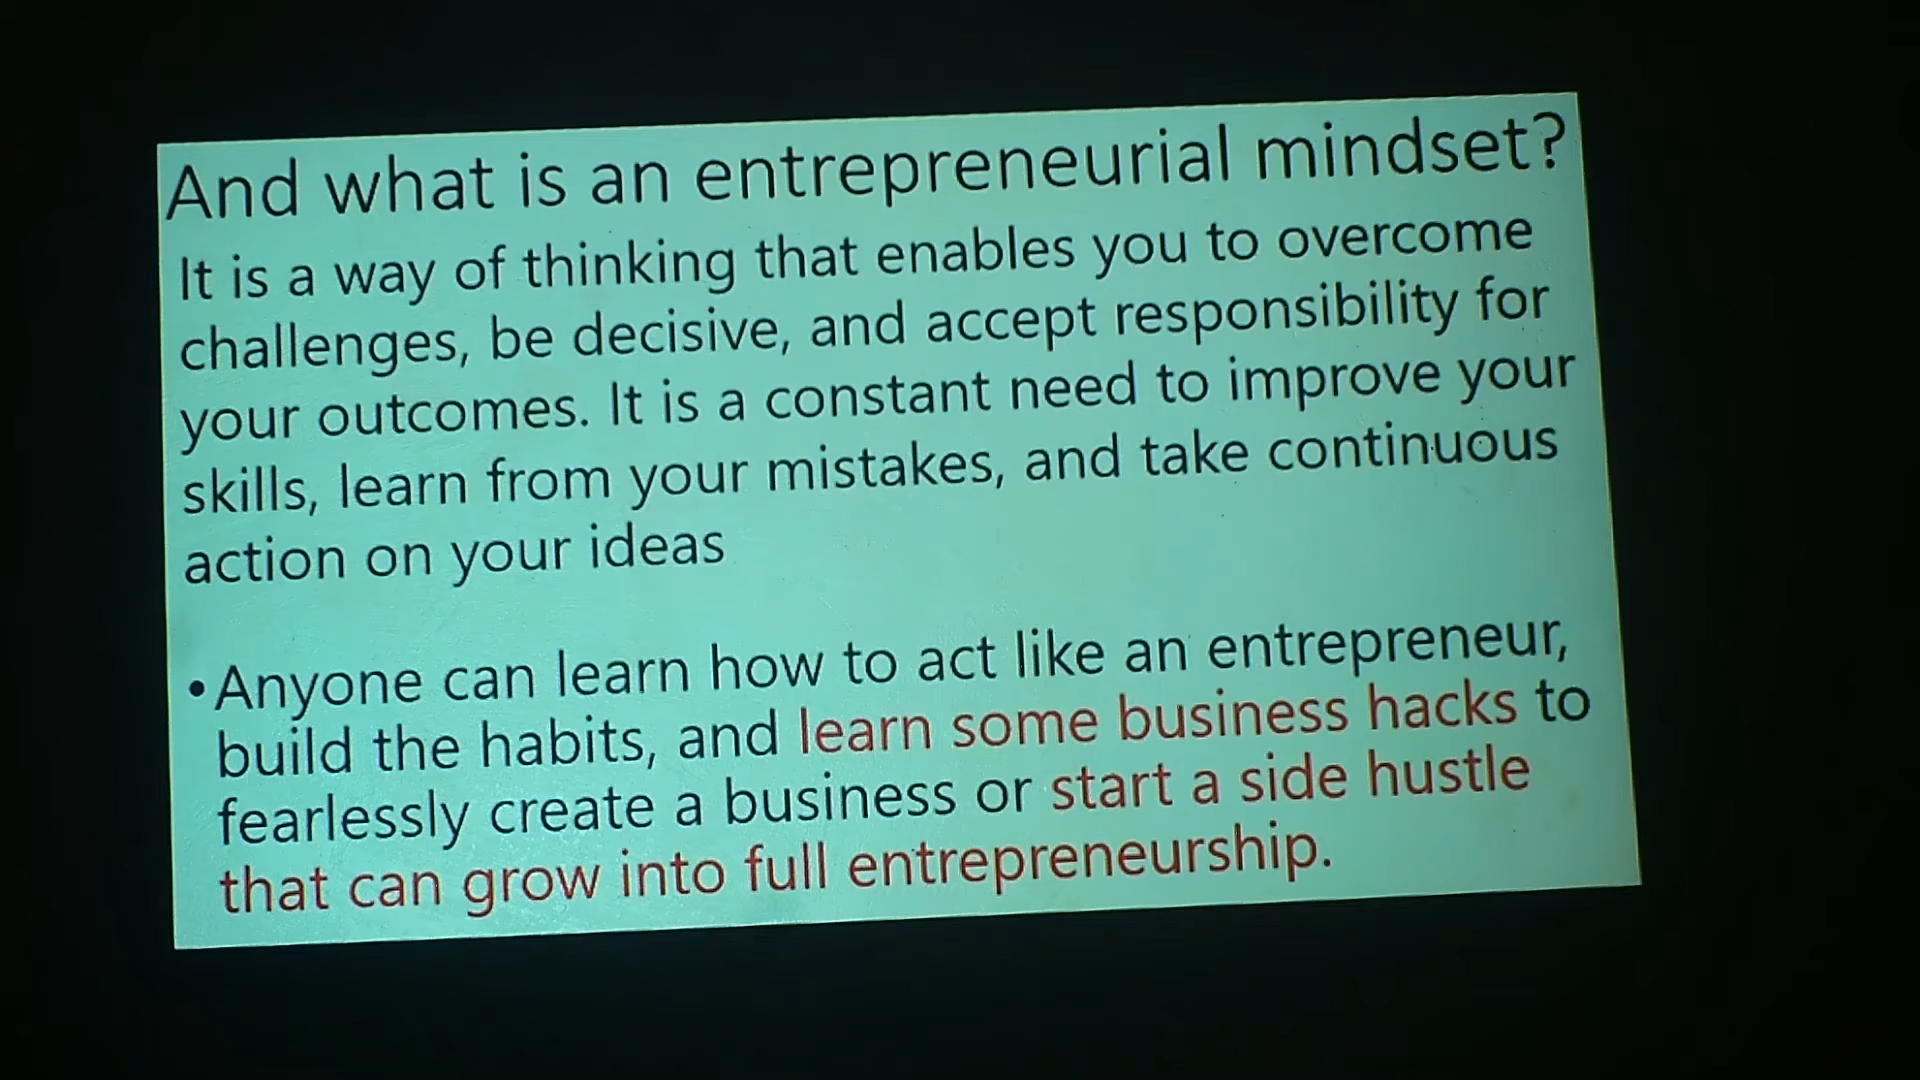 And what is an entrepreneurial mindset?
It is a way of thinking that enables you to overcome
challenges, be decisive, and accept responsibility for
your outcomes. It is a constant need to improve your
skills, learn from your mistakes, and take continuous
action on your ideas
•Anyone can learn how to act like an entrepreneur,
build the habits, and learn some business hacks to
fearlessly create a business or start a side hustle
that can grow into full entrepreneurship.